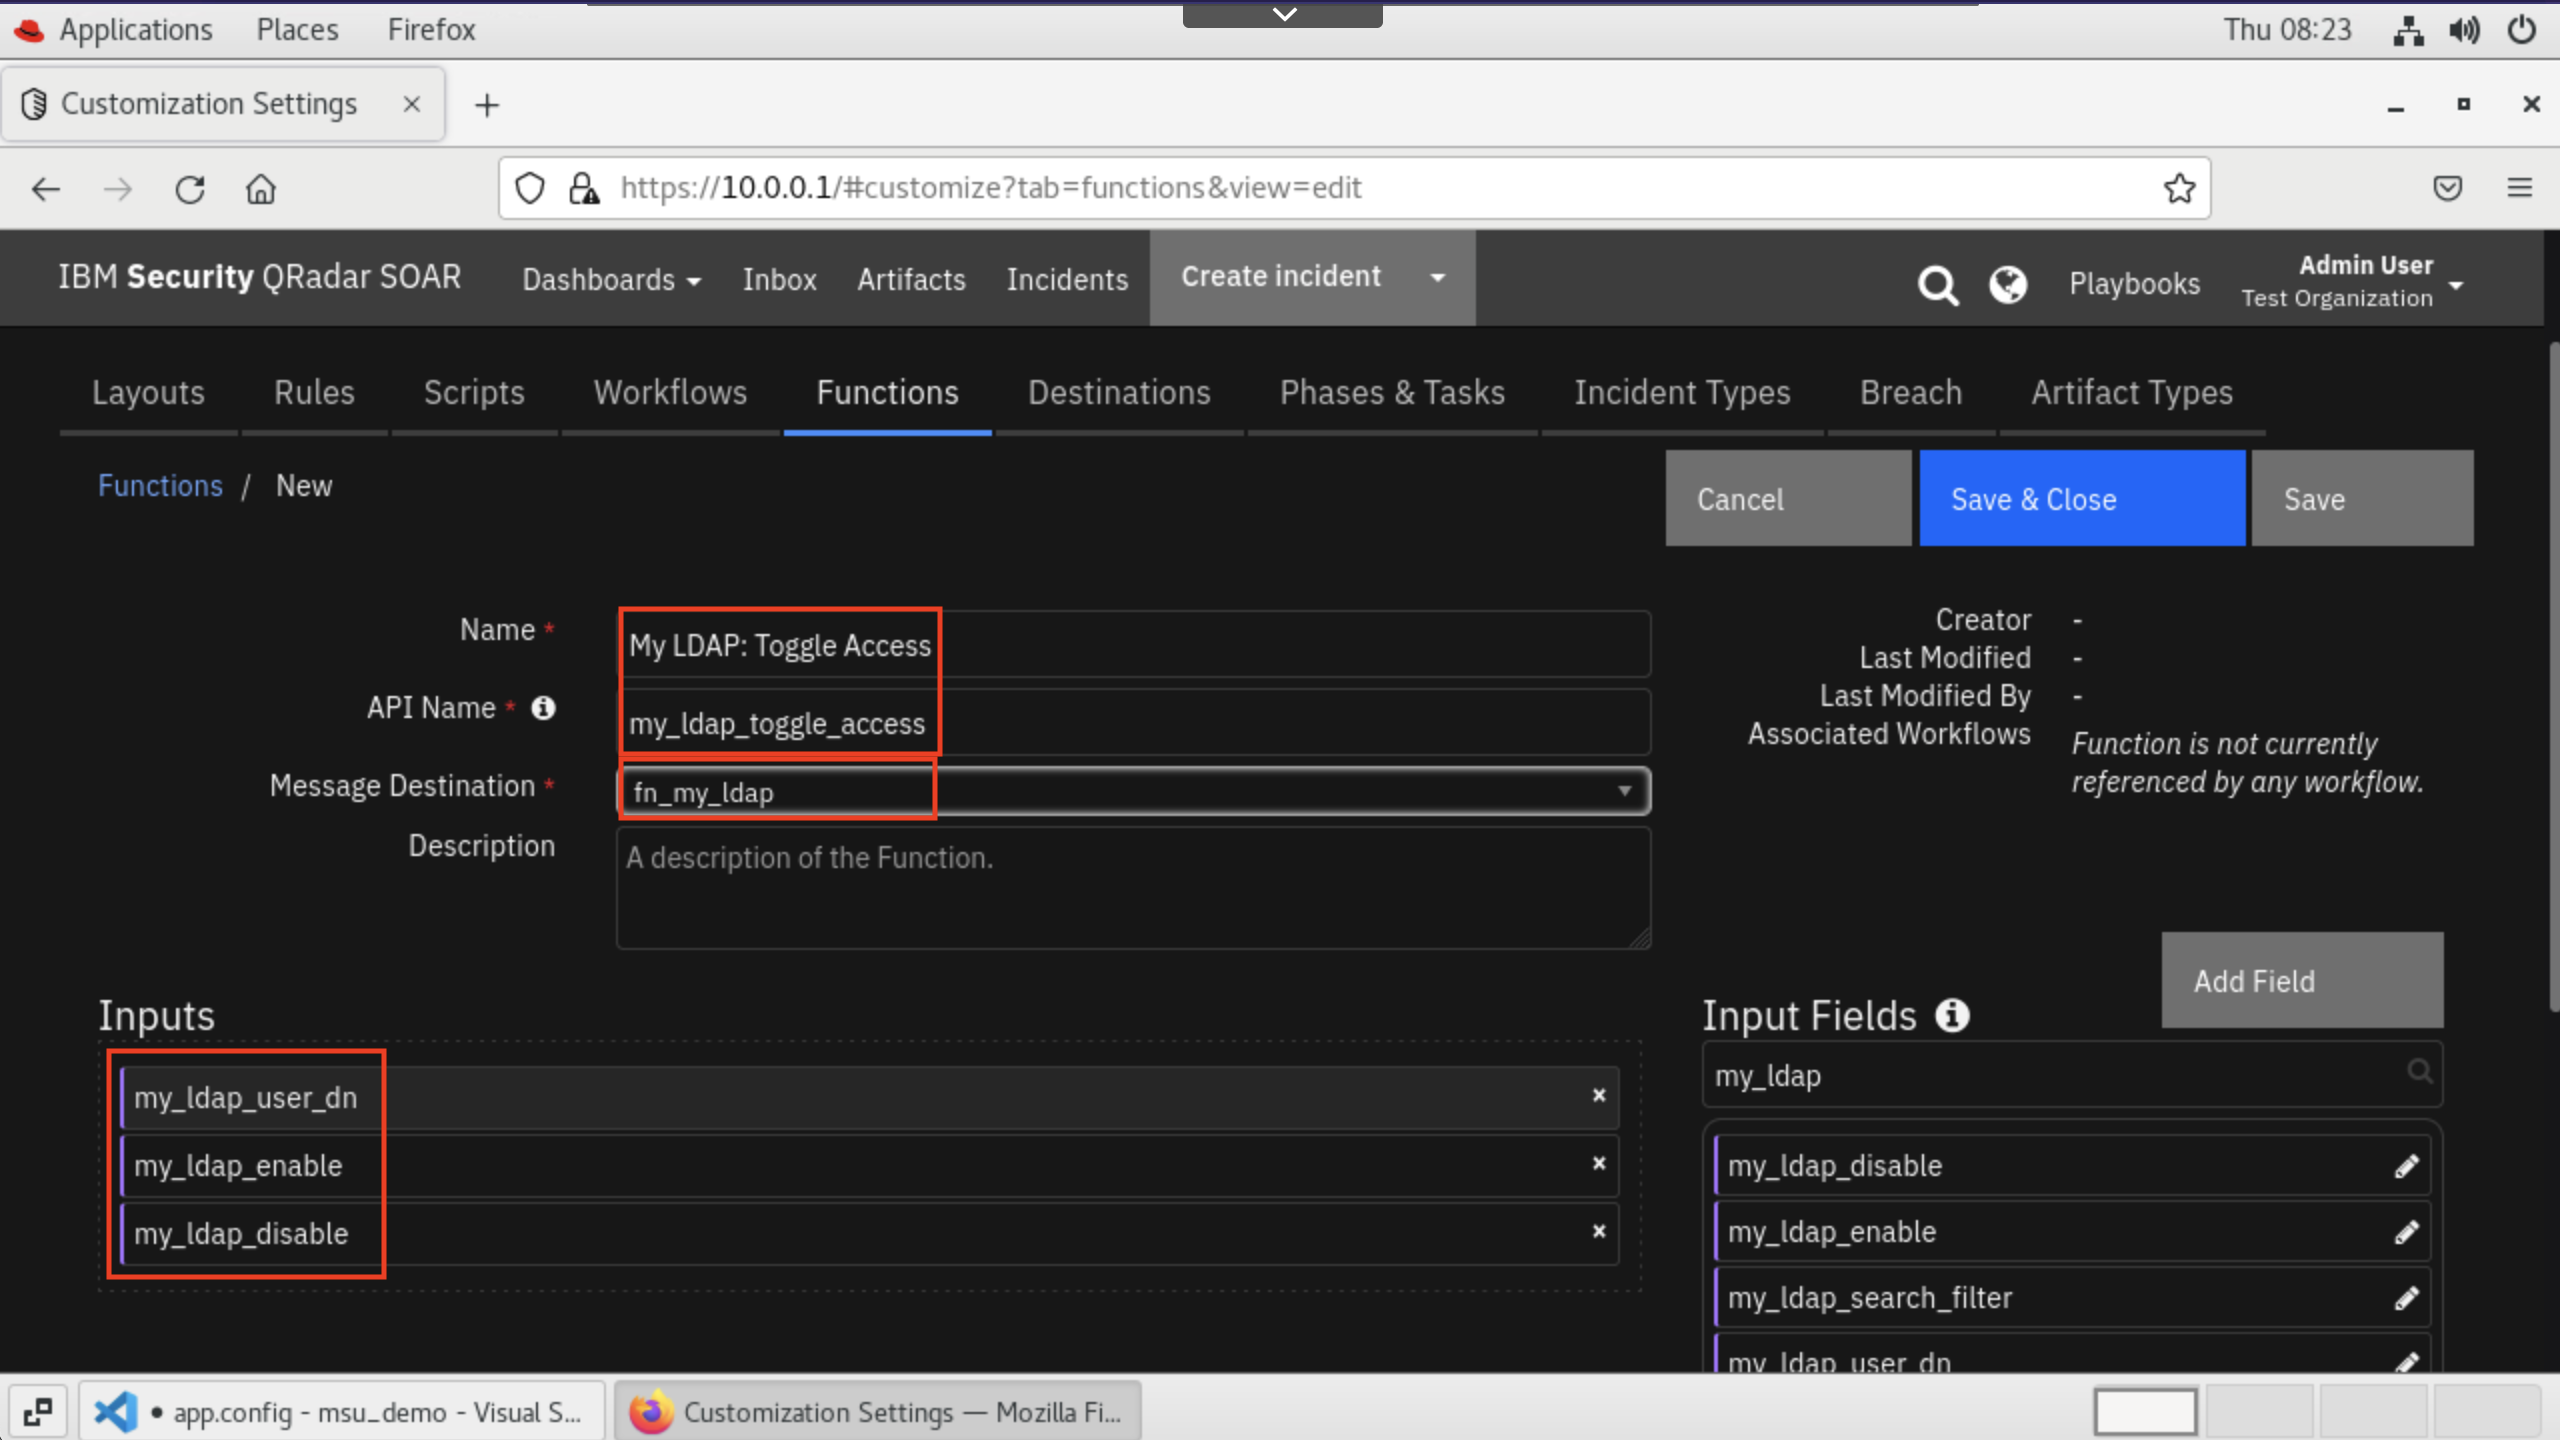 Applications Places Firefox Thu 08:23
Customization Settings
https://10.0.0.1/#customize?tab=functions&view=edit
IBM Security QRadar SOAR Dashboards Inbox Artifacts Incidents Create incident Playbooks Admin User
Test Organization
Layouts Rules Scripts Workflows Functions Destinations Phases & Tasks Incident Types Breach Artifact Types
Functions / New Cancel Save & Close Save
Name * My LDAP: Toggle Access
API Name * my_ldap_toggle_access
Message Destination * fn_my_ldap
Description A description of the Function.
Creator -
Last Modified -
Last Modified By -
Associated Workflows Function is not currently
referenced by any workflow.
Inputs
my_ldap_user_dn
my_ldap_enable
my_ldap_disable
Input Fields Add Field
my_ldap
my_ldap_disable
my_ldap_enable
my_ldap_search_filter
my_ldap_user_dn
• app.config - msu_demo - Visual S... Customization Settings — Mozilla Fi...